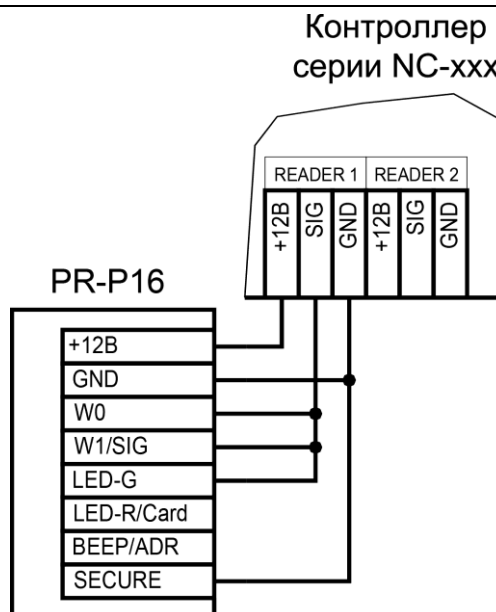 Контроллер
серии NC-xxx
READER 1 READER 2
+12В SIG GND +12В SIG GND
PR-P16
+12В
GND
W0
W1/SIG
LED-G
LED-R/Card
BEEP/ADR
SECURE